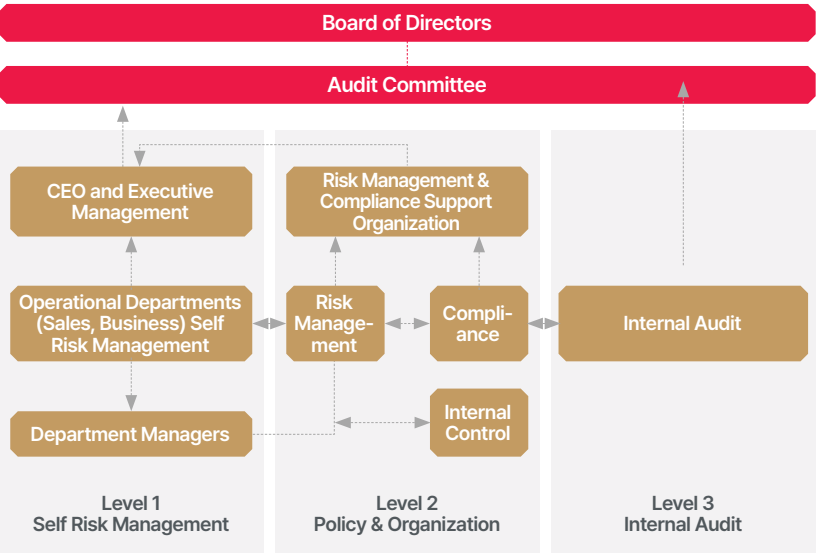 Board of Directors
Audit Committee
CEO and Executive
Management
Risk Management &
Compliance Support
Organization
Operational Departments
(Sales, Business) Self
Risk Management
Risk
Manage-
ment
Compli-
ance
Internal Audit
Department Managers
Internal
Control
Level 1
Self Risk Management
Level 2
Policy & Organization
Level 3
Internal Audit